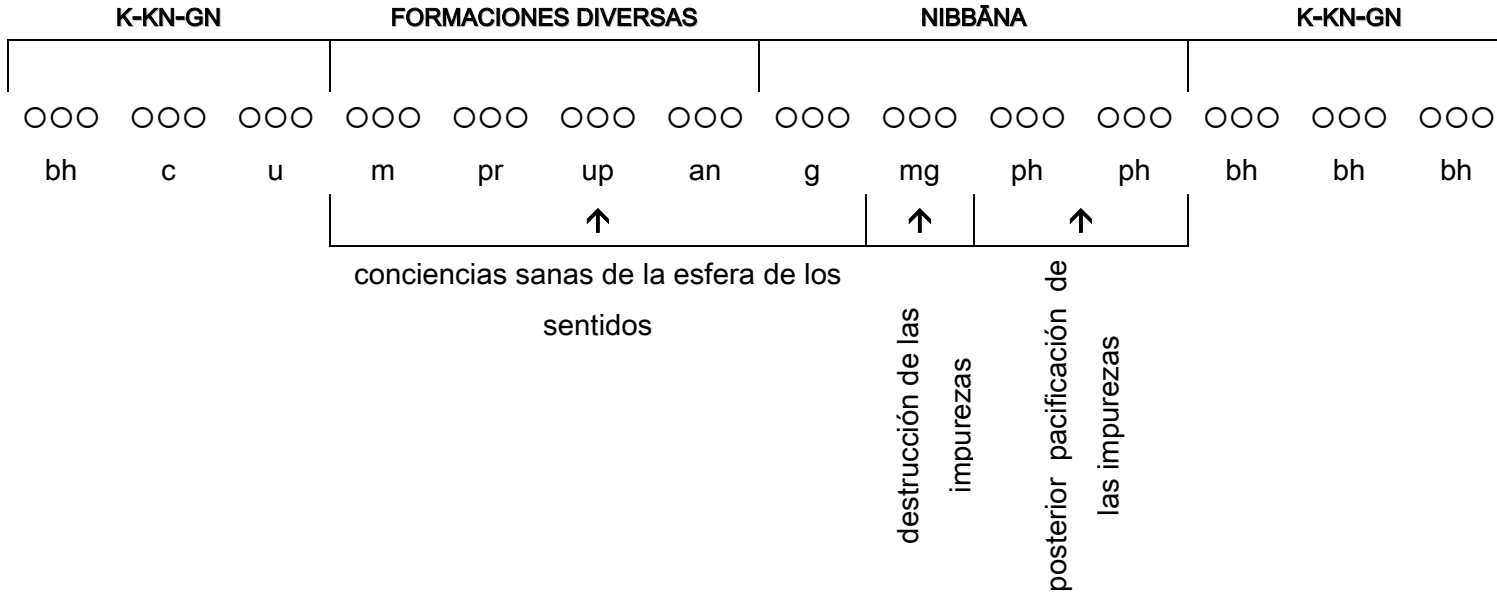 K-KN-GN FORMACIONES DIVERSAS NIBBĀNA K-KN-GN
bh c u m pr up an g mg ph ph bh bh bh
conciencias sanas de la esfera de los
sentidos
destrucción de las
impurezas
posterior pacificación de
las impurezas